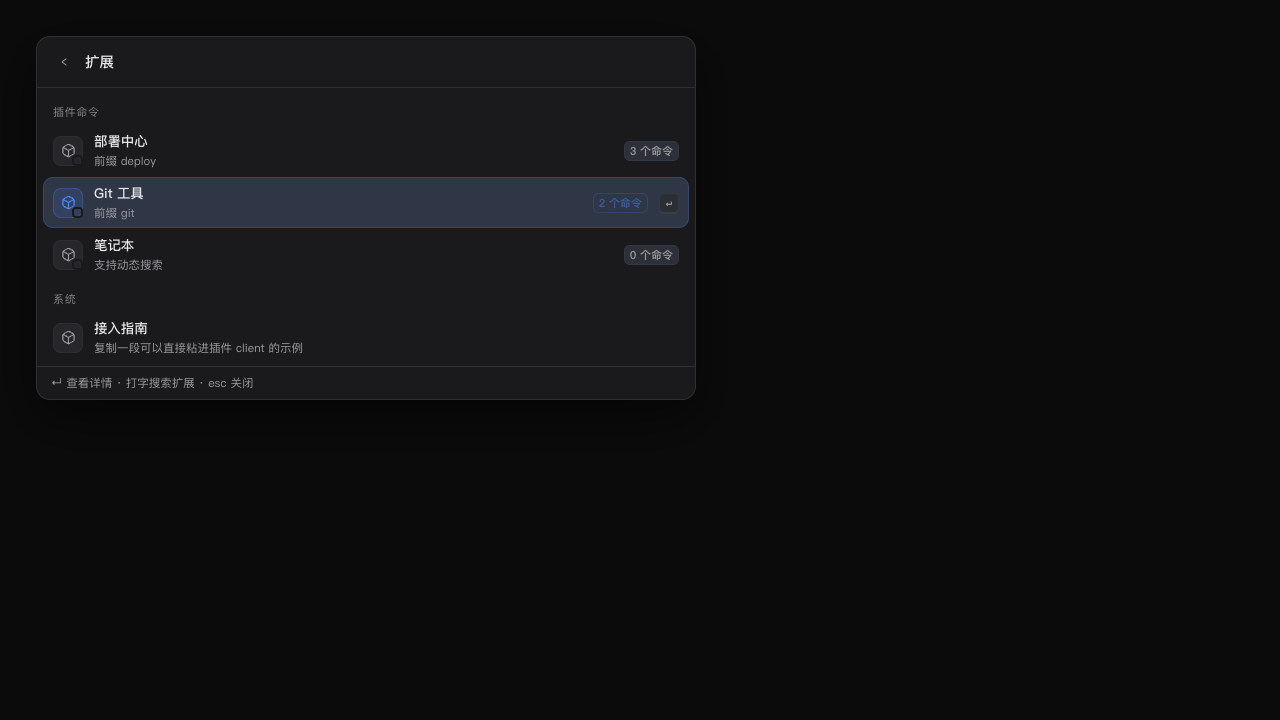 扩展
插件命令
部署中心
前缀 deploy
3 个命令
Git 工具
前缀 git
2 个命令
↵
笔记本
支持动态搜索
0 个命令
系统
接入指南
复制一段可以直接粘进插件 client 的示例
↵ 查看详情 · 打字搜索扩展 · esc 关闭